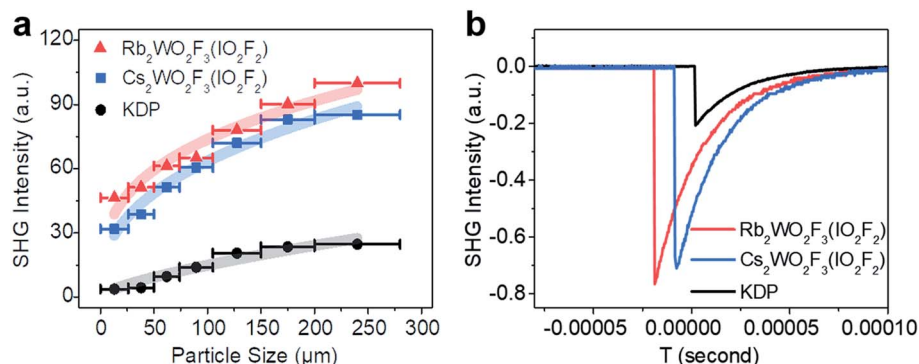 a
120
90
60
30
0
SHG Intensity (a.u.)
Rb₂WO₂F₃(IO₂F₂)
Cs₂WO₂F₃(IO₂F₂)
KDP
0 50 100 150 200 250 300
Particle Size (μm)
b
0.0
-0.2
-0.4
-0.6
-0.8
SHG Intensity (a.u.)
Rb₂WO₂F₃(IO₂F₂)
Cs₂WO₂F₃(IO₂F₂)
KDP
-0.00005 0.00000 0.00005 0.00010
T (second)